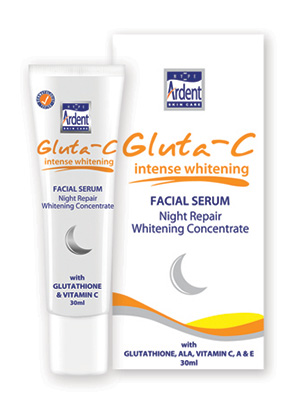 Ardent
SKIN CARE
Gluta-C
intense whitening
FACIAL SERUM
Night Repair
Whitening Concentrate
with
GLUTATHIONE
& VITAMIN C
30ml
Ardent
SKIN CARE
Gluta-C
intense whitening
FACIAL SERUM
Night Repair
Whitening Concentrate
with
GLUTATHIONE, ALA, VITAMIN C, A & E
30ml